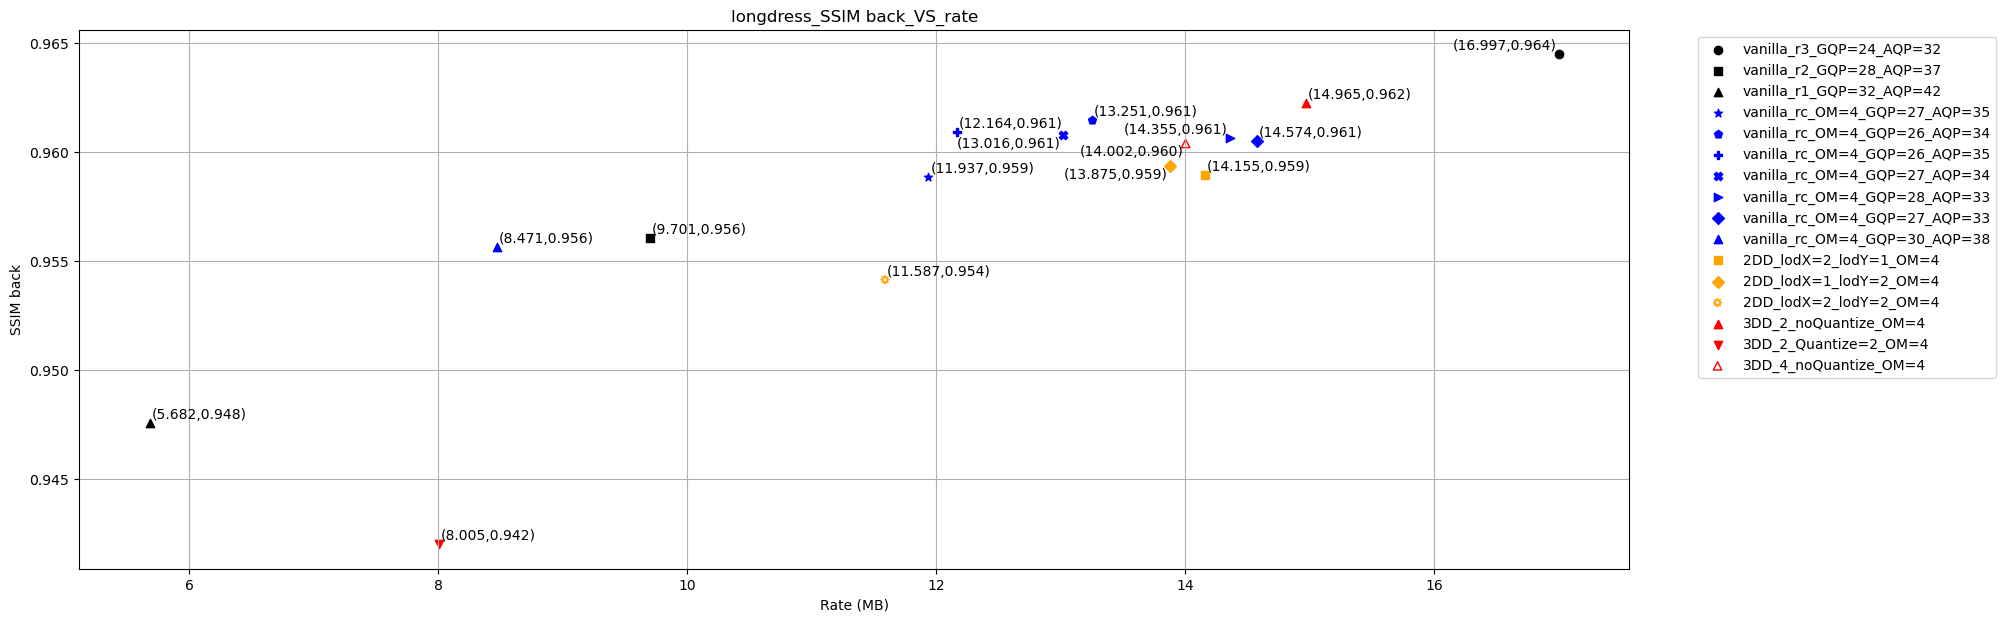 longdress_SSIM back_VS_rate
SSIM back
0.965
0.960
0.955
0.950
0.945
(16.997,0.964)
(14.965,0.962)
(13.251,0.961)
(12.164,0.961)
(14.355,0.961)
(14.574,0.961)
(13.016,0.961)
(14.002,0.960)
(11.937,0.959)
(14.155,0.959)
(13.875,0.959)
(9.701,0.956)
(8.471,0.956)
(11.587,0.954)
(5.682,0.948)
(8.005,0.942)
6 8 10 12 14 16
Rate (MB)
vanilla_r3_GQP=24_AQP=32
vanilla_r2_GQP=28_AQP=37
vanilla_r1_GQP=32_AQP=42
vanilla_rc_OM=4_GQP=27_AQP=35
vanilla_rc_OM=4_GQP=26_AQP=34
vanilla_rc_OM=4_GQP=26_AQP=35
vanilla_rc_OM=4_GQP=27_AQP=34
vanilla_rc_OM=4_GQP=28_AQP=33
vanilla_rc_OM=4_GQP=27_AQP=33
vanilla_rc_OM=4_GQP=30_AQP=38
2DD_lodX=2_lodY=1_OM=4
2DD_lodX=1_lodY=2_OM=4
2DD_lodX=2_lodY=2_OM=4
3DD_2_noQuantize_OM=4
3DD_2_Quantize=2_OM=4
3DD_4_noQuantize_OM=4